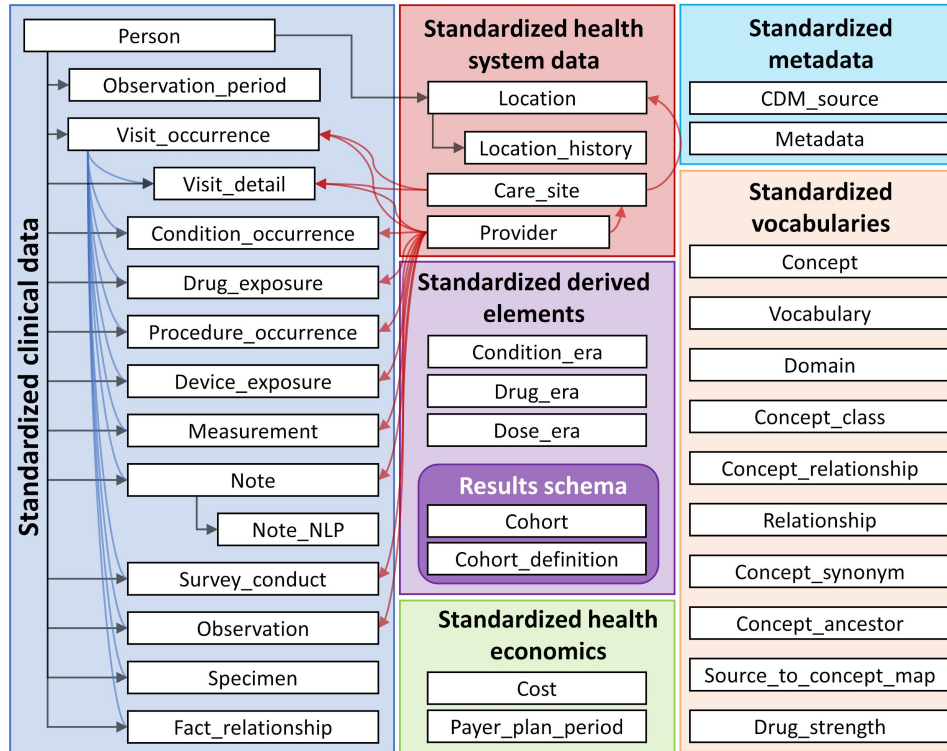 Standardized clinical data
Person
Observation_period
Visit_occurrence
Visit_detail
Condition_occurrence
Drug_exposure
Procedure_occurrence
Device_exposure
Measurement
Note
Note_NLP
Survey_conduct
Observation
Specimen
Fact_relationship
Standardized health
system data
Location
Location_history
Care_site
Provider
Standardized derived
elements
Condition_era
Drug_era
Dose_era
Results schema
Cohort
Cohort_definition
Standardized health
economics
Cost
Payer_plan_period
Standardized
metadata
CDM_source
Metadata
Standardized
vocabularies
Concept
Vocabulary
Domain
Concept_class
Concept_relationship
Relationship
Concept_synonym
Concept_ancestor
Source_to_concept_map
Drug_strength